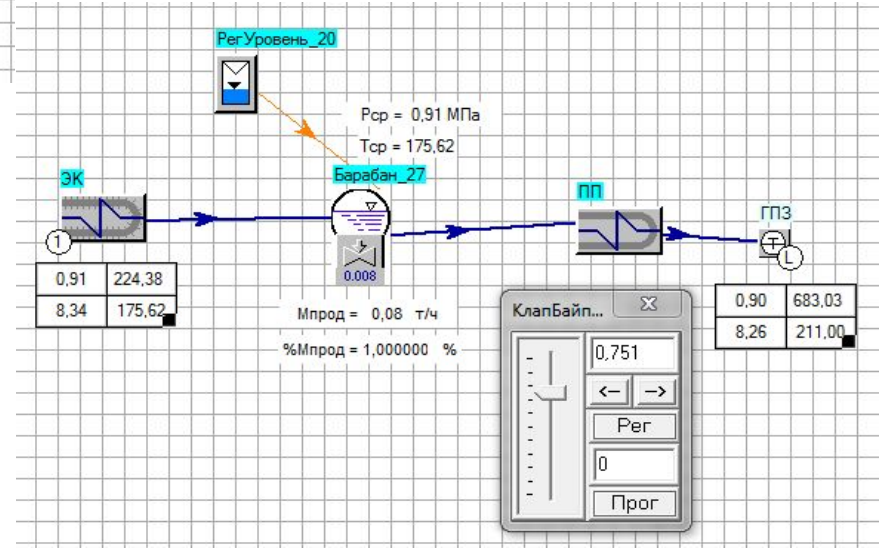 РегУровень_20
Рср = 0,91 МПа
Тср = 175,62
ЭК
Барабан_27
ПП
ГПЗ
1
L
0.008
0,91 224,38
8,34 175,62
Мпрод = 0,08 т/ч
%Мпрод = 1,000000 %
КлапБайп...
0,751
<-- -->
Рег
0
Прог
0,90 683,03
8,26 211,00